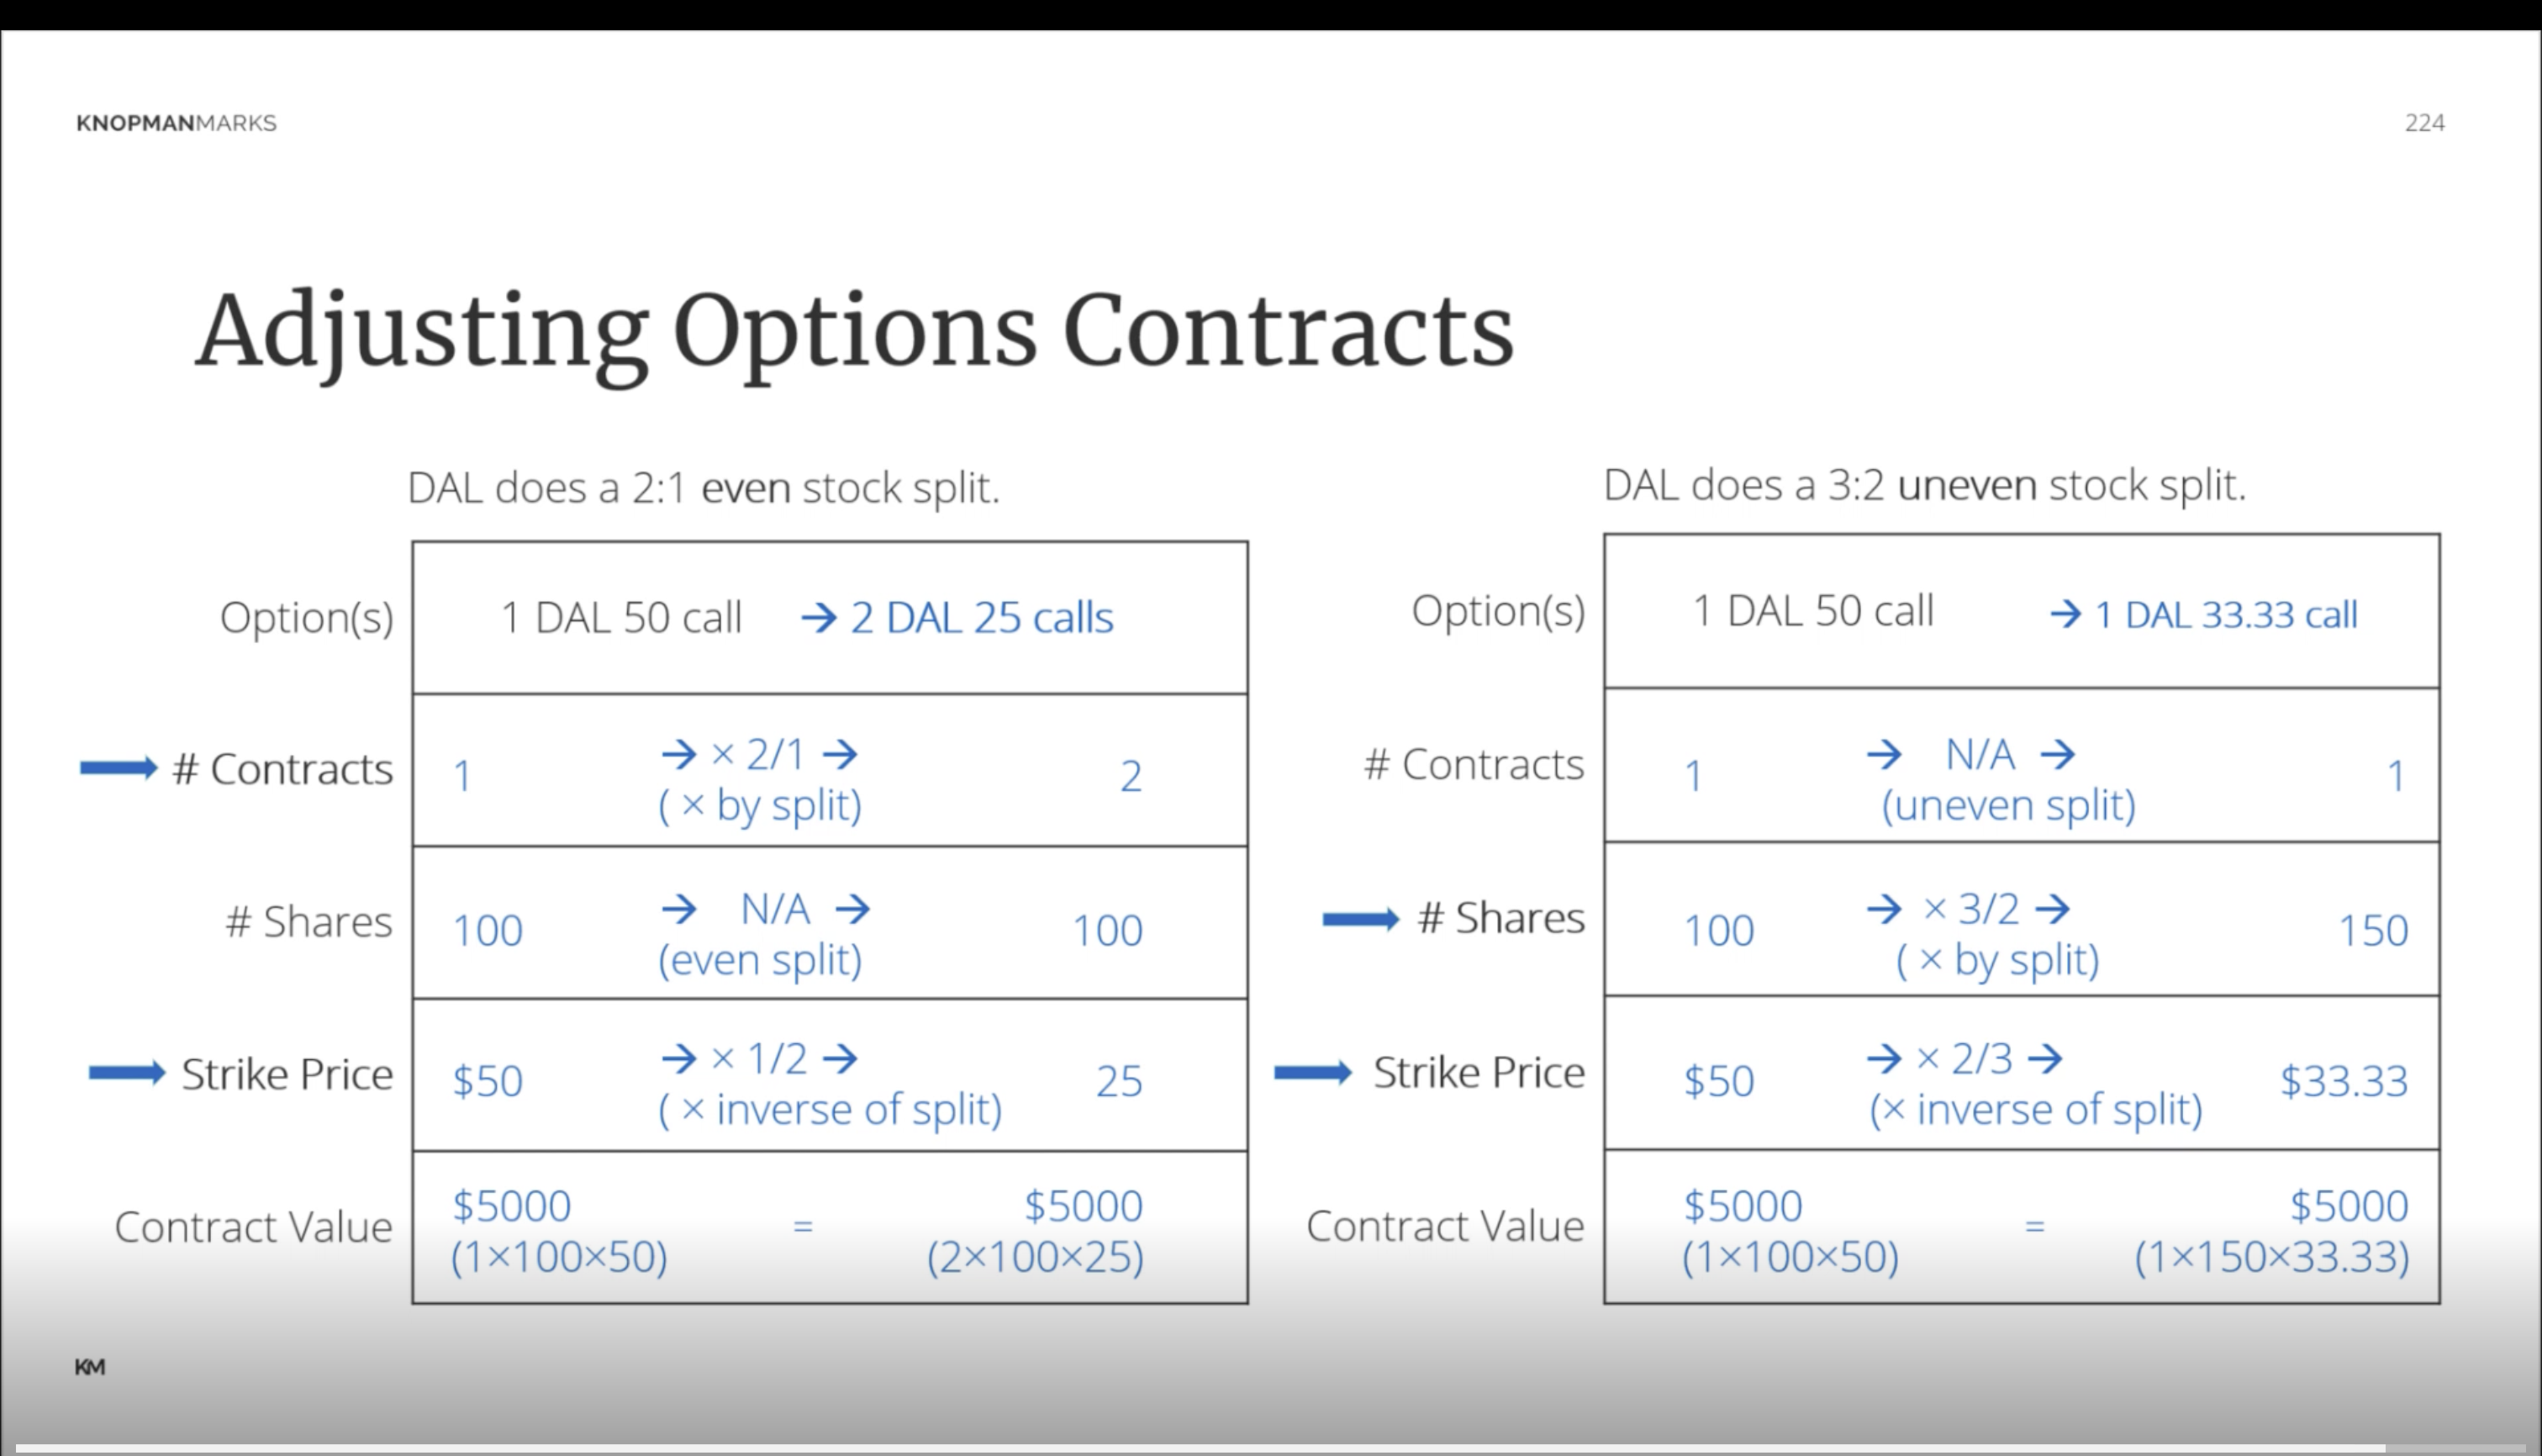 KNOPMANMARKS
224
Adjusting Options Contracts
DAL does a 2:1 even stock split.
Option(s) 1 DAL 50 call → 2 DAL 25 calls
# Contracts 1 → × 2/1 → 2
( × by split)
# Shares 100 → N/A → 100
(even split)
Strike Price $50 → × 1/2 → 25
( × inverse of split)
Contract Value $5000 = $5000
(1×100×50) (2×100×25)
DAL does a 3:2 uneven stock split.
Option(s) 1 DAL 50 call → 1 DAL 33.33 call
# Contracts 1 → N/A → 1
(uneven split)
# Shares 100 → × 3/2 → 150
( × by split)
Strike Price $50 → × 2/3 → $33.33
(× inverse of split)
Contract Value $5000 = $5000
(1×100×50) (1×150×33.33)
KM